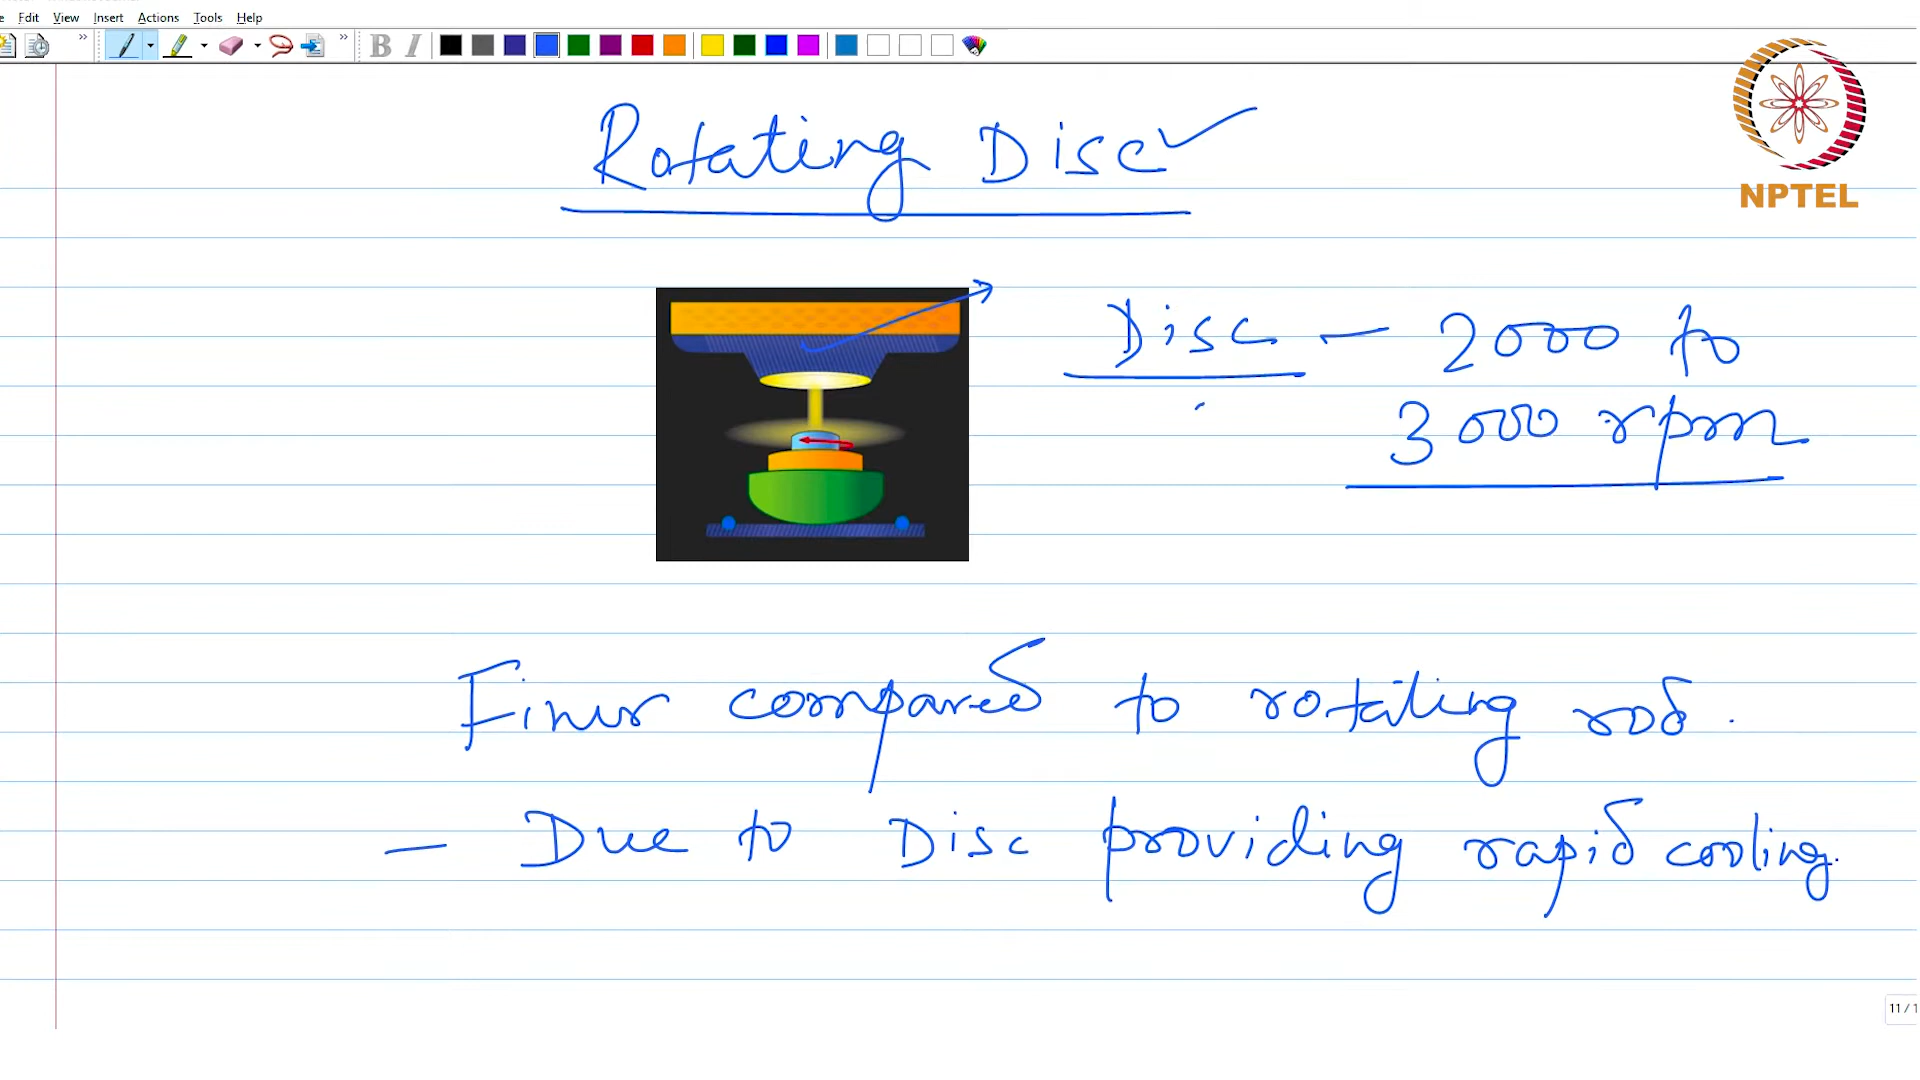 Edit View Insert Actions Tools Help
B I
NPTEL
Rotating Disc
Disc - 2000 to
3000 rpm
Finer compared to rotating rod.
- Due to Disc providing rapid cooling.
11 / 1